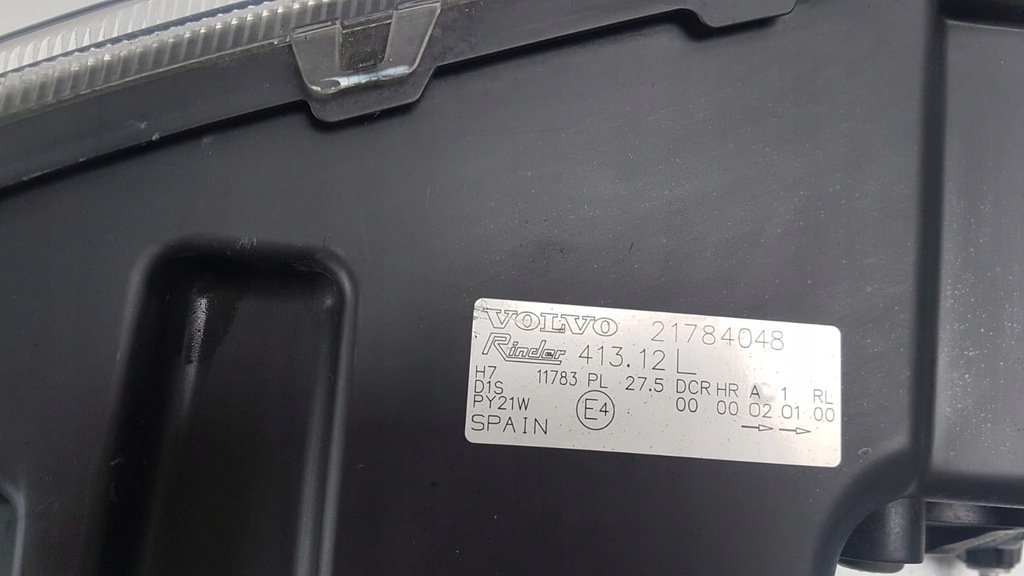 VOLVO 21784048
Rinder 413.12 L
H7 11783 PL 27.5 DCR HR A 1 RL
D1S 00 00 02 01 00
PY21W E4
SPAIN